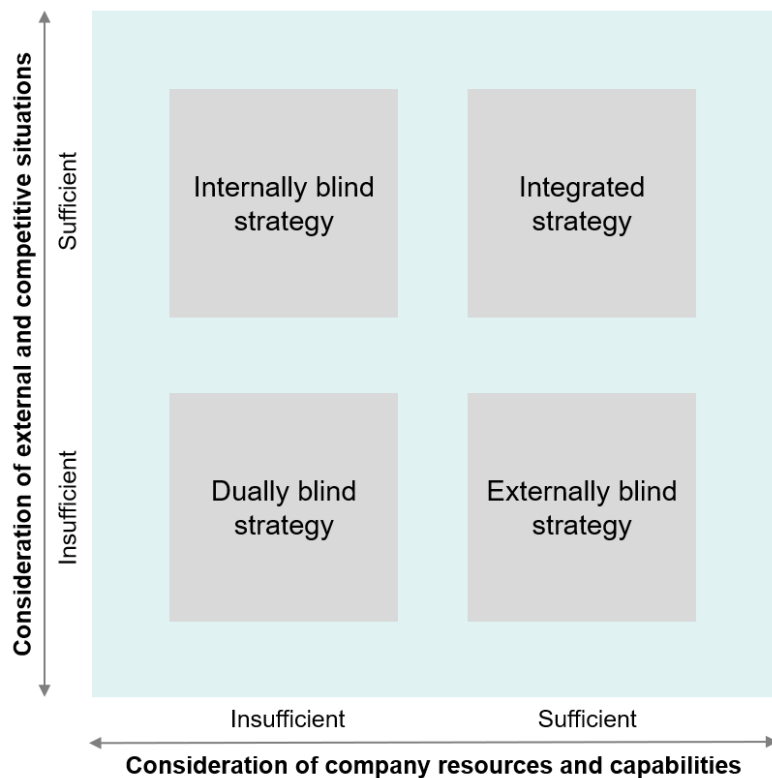 Consideration of external and competitive situations
Sufficient
Insufficient
Internally blind
strategy
Integrated
strategy
Dually blind
strategy
Externally blind
strategy
Insufficient
Sufficient
Consideration of company resources and capabilities